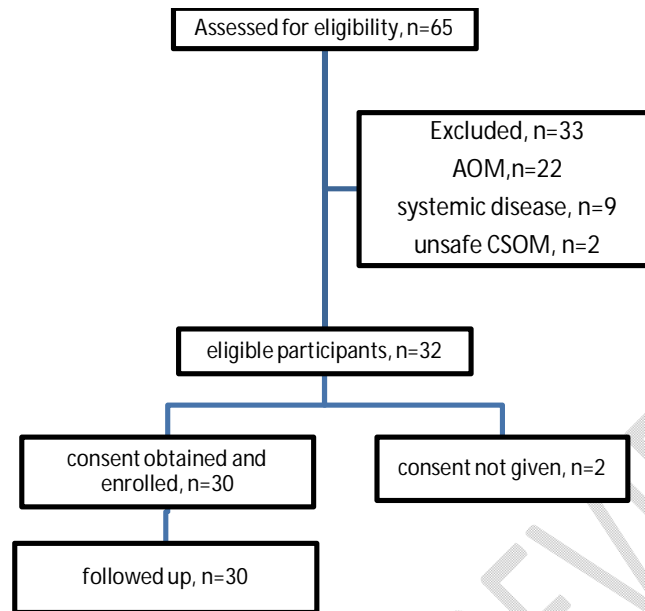 Assessed for eligibility, n=65
Excluded, n=33
AOM,n=22
systemic disease, n=9
unsafe CSOM, n=2
eligible participants, n=32
consent obtained and
enrolled, n=30
consent not given, n=2
followed up, n=30